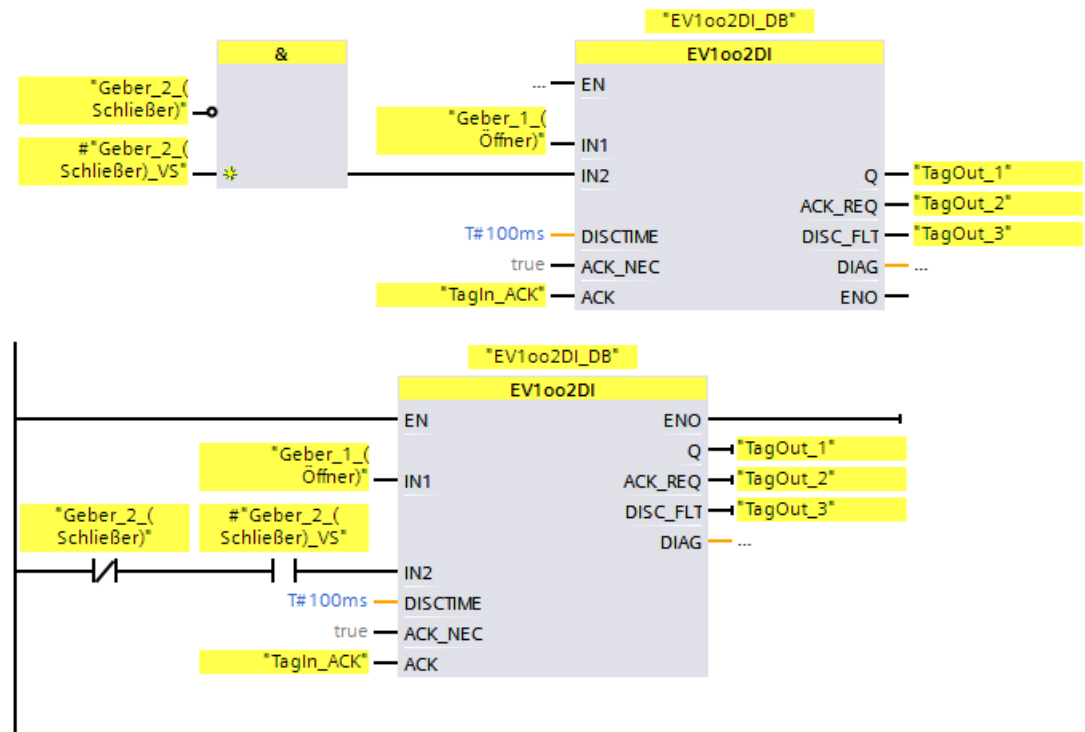 "EV1oo2DI_DB"
&
EV1oo2DI
"Geber_2_(
Schließer)"
... EN
"Geber_1_(
Öffner)"
IN1
#"Geber_2_(
Schließer)_VS"
IN2
Q "TagOut_1"
ACK_REQ "TagOut_2"
T#100ms DISCTIME
DISC_FLT "TagOut_3"
true ACK_NEC
DIAG ...
"TagIn_ACK" ACK
ENO
"EV1oo2DI_DB"
EV1oo2DI
EN
ENO
"Geber_1_(
Öffner)"
IN1
Q "TagOut_1"
ACK_REQ "TagOut_2"
"Geber_2_(
Schließer)"
#"Geber_2_(
Schließer)_VS"
DISC_FLT "TagOut_3"
DIAG ...
IN2
T#100ms DISCTIME
true ACK_NEC
"TagIn_ACK" ACK